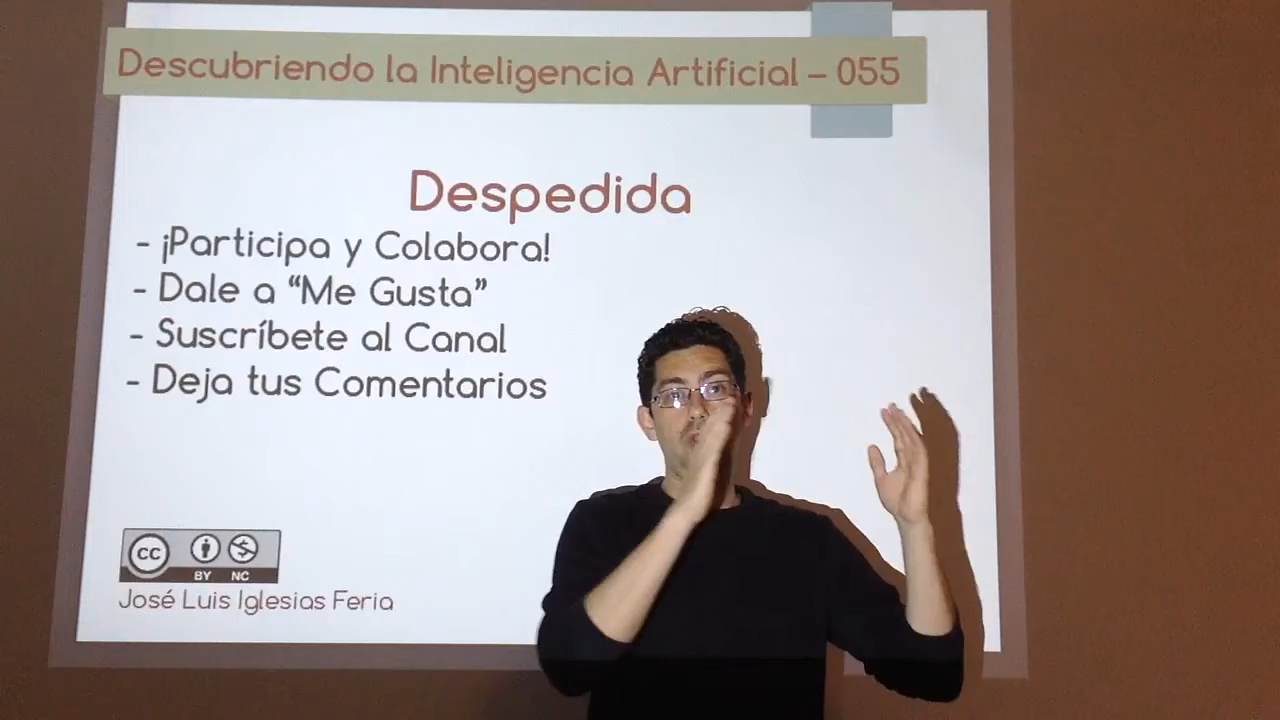 Descubriendo la Inteligencia Artificial – 055
Despedida
- ¡Participa y Colabora!
- Dale a “Me Gusta”
- Suscríbete al Canal
- Deja tus Comentarios
CC BY NC
José Luis Iglesias Feria